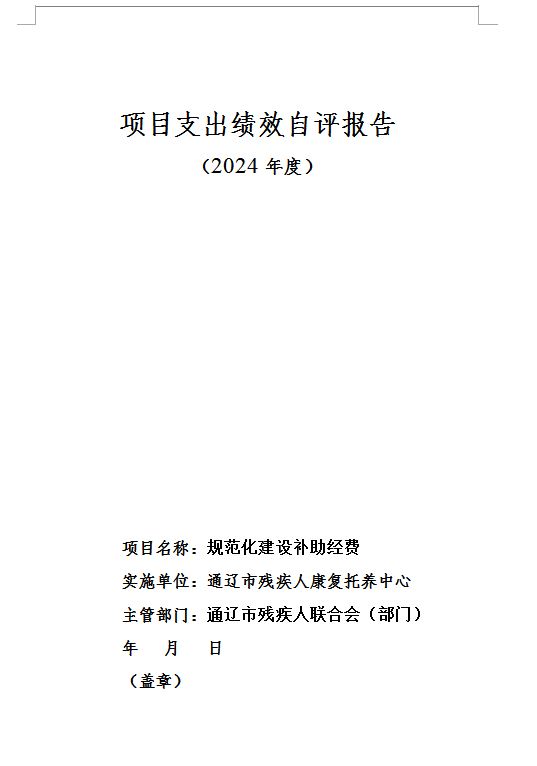 项目支出绩效自评报告
（2024 年度）
项目名称：规范化建设补助经费
实施单位：通辽市残疾人康复托养中心
主管部门：通辽市残疾人联合会（部门）
年 月 日
（盖章）